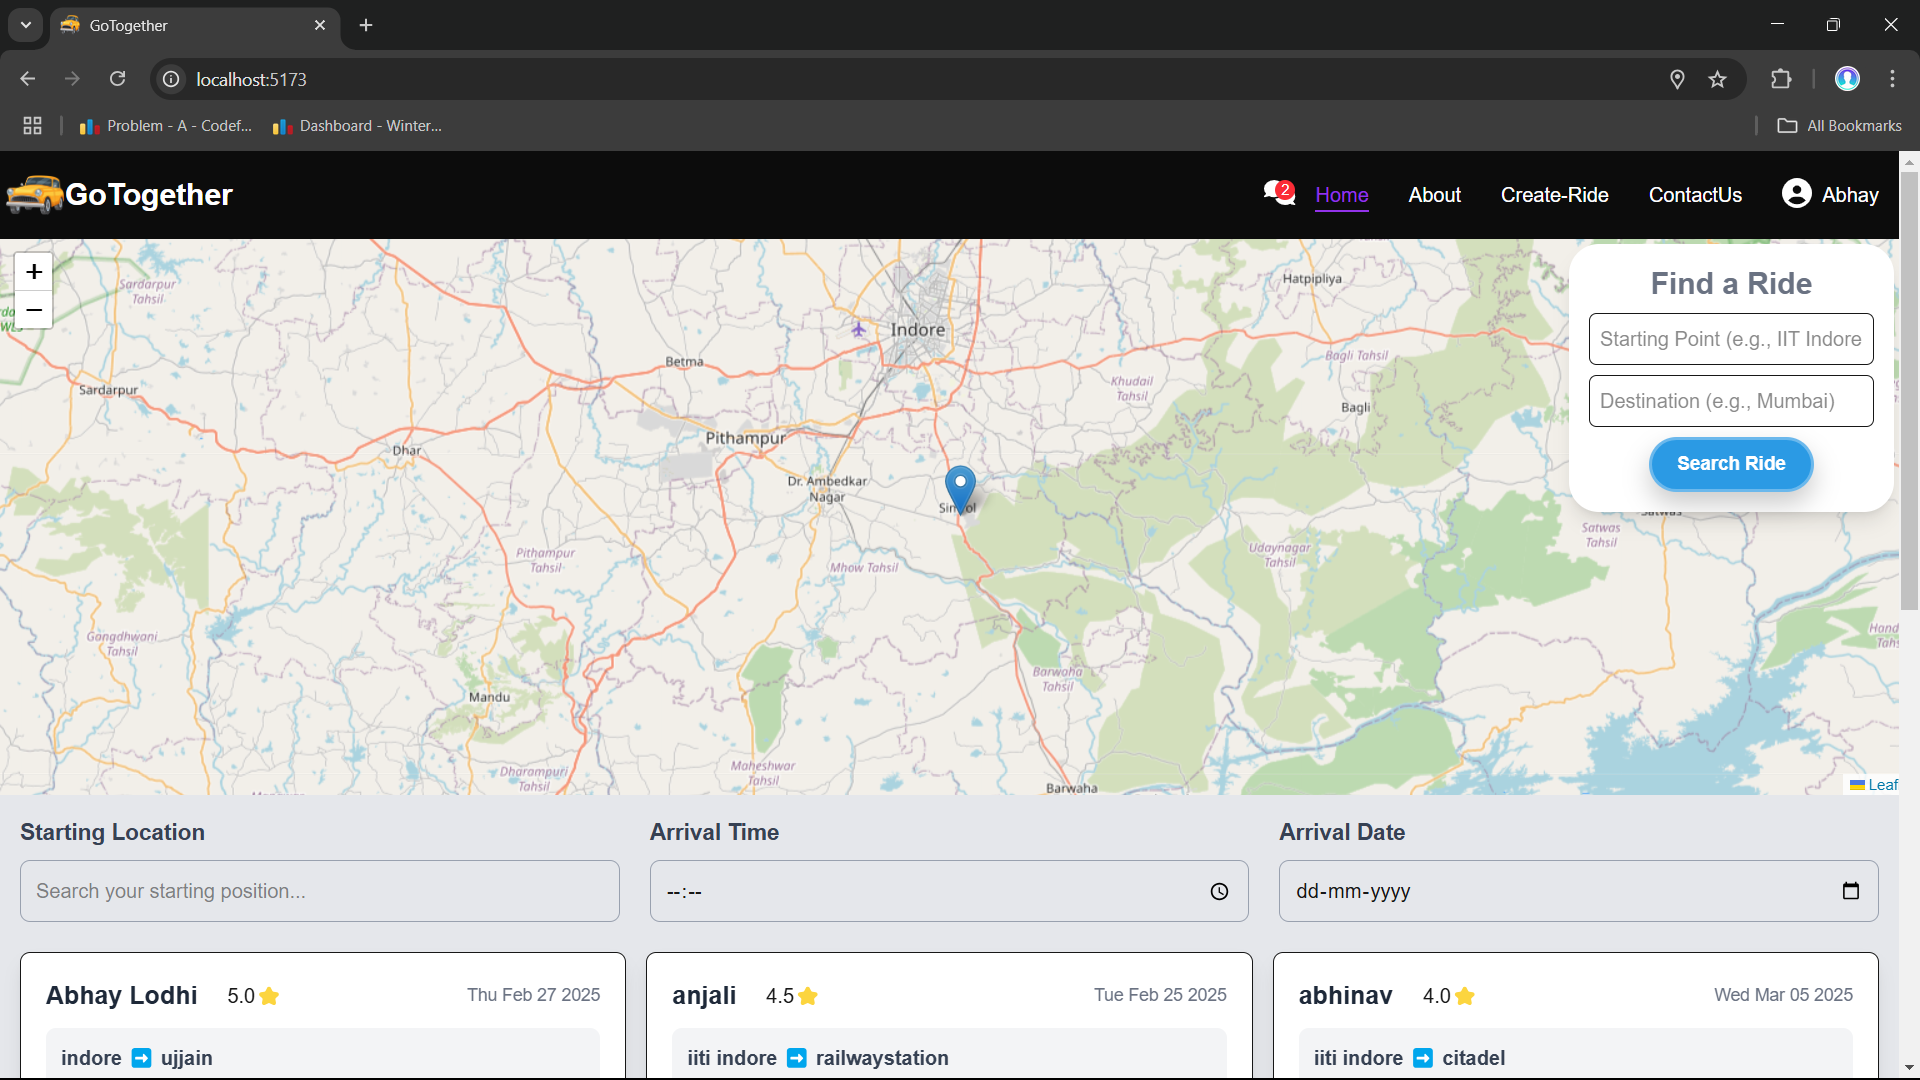 GoTogether
localhost:5173
Problem - A - Codef...
Dashboard - Winter...
All Bookmarks
GoTogether
2
Home
About
Create-Ride
ContactUs
Abhay
+
−
Sardarpur
Tahsil
Indore
Hatpipliya
Betma
Bagli Tahsil
Sardarpur
Khudail
Tahsil
Bagli
Pithampur
Dhar
Dr. Ambedkar
Nagar
Satwas
Tahsil
Pithampur
Tahsil
Udaynagar
Tahsil
Mhow Tahsil
Gangdhwani
Tahsil
Barwaha
Tahsil
Mandu
Maheshwar
Tahsil
Dharampuri
Tahsil
Barwaha
Leaf
Find a Ride
Starting Point (e.g., IIT Indore
Destination (e.g., Mumbai)
Search Ride
Starting Location
Arrival Time
Arrival Date
Search your starting position...
--:--
dd-mm-yyyy
Abhay Lodhi 5.0 Thu Feb 27 2025
indore ➡ ujjain
anjali 4.5 Tue Feb 25 2025
iiti indore ➡ railwaystation
abhinav 4.0 Wed Mar 05 2025
iiti indore ➡ citadel